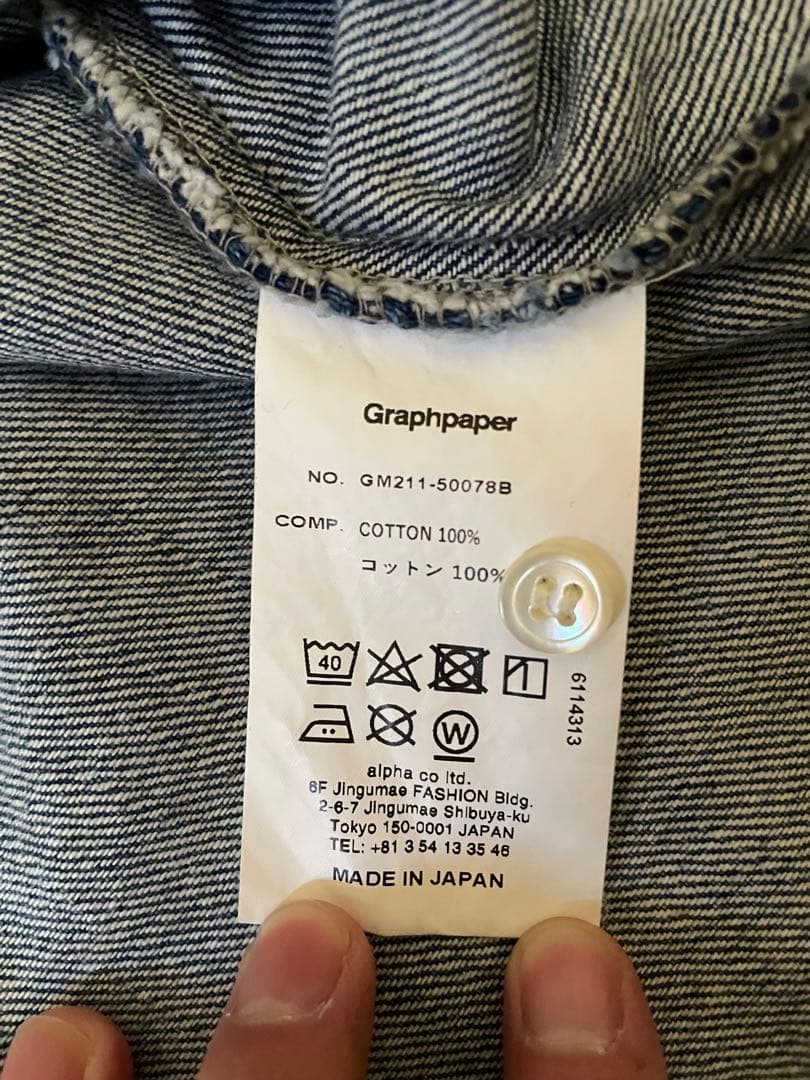 Graphpaper
NO. GM211-50078B
COMP. COTTON 100%
コットン 100%
40
6114313
W
alpha co ltd.
6F Jingumae FASHION Bldg.
2-6-7 Jingumae Shibuya-ku
Tokyo 150-0001 JAPAN
TEL: +81 3 54 13 35 46
MADE IN JAPAN